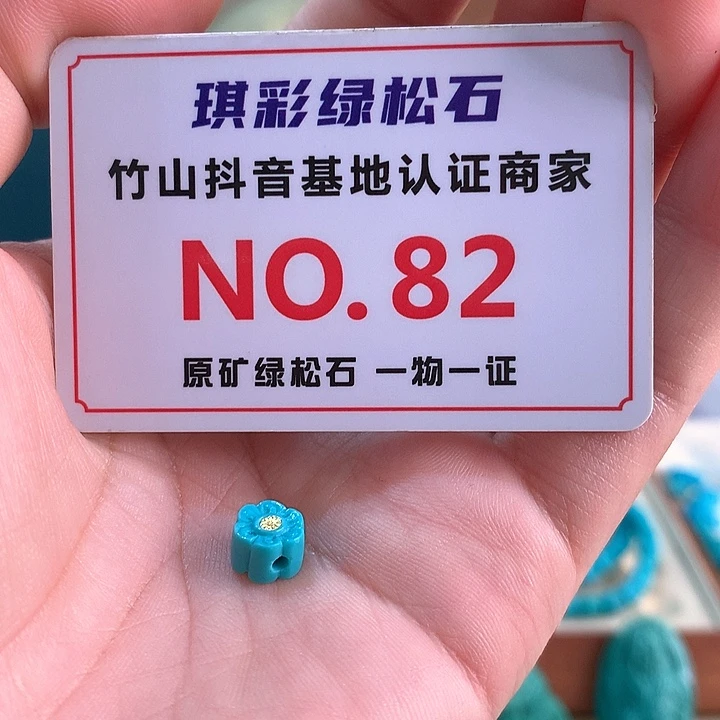 琪彩绿松石
竹山抖音基地认证商家
NO.82
原矿绿松石 一物一证